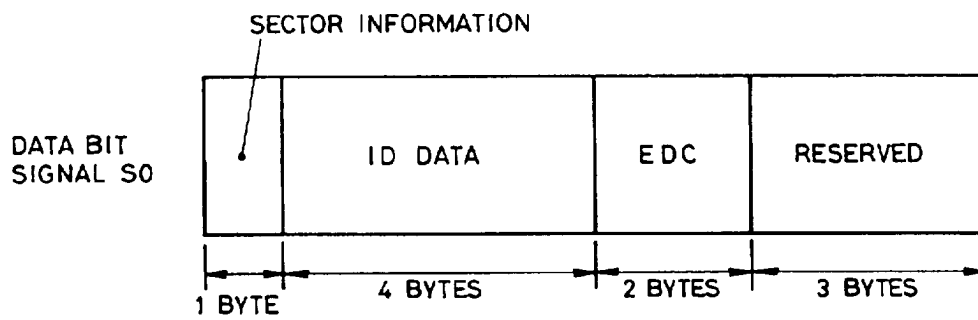 SECTOR INFORMATION
DATA BIT
SIGNAL S0
ID DATA
EDC
RESERVED
1 BYTE
4 BYTES
2 BYTES
3 BYTES